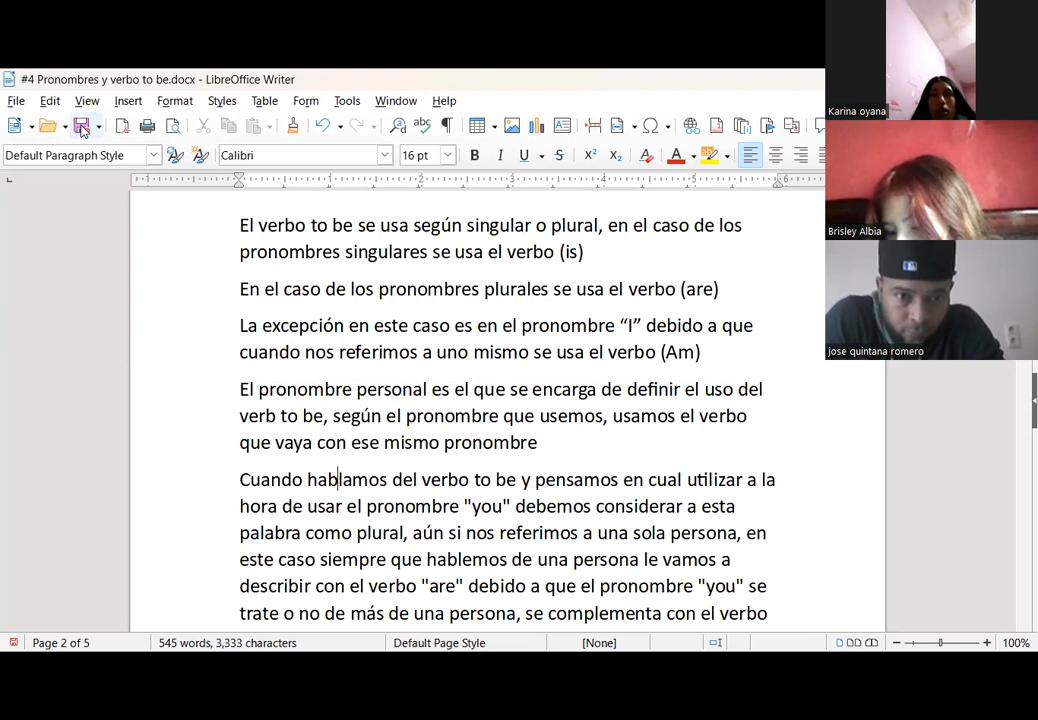 #4 Pronombres y verbo to be.docx - LibreOffice Writer
File Edit View Insert Format Styles Table Form Tools Window Help
Default Paragraph Style Calibri 16 pt
El verbo to be se usa según singular o plural, en el caso de los
pronombres singulares se usa el verbo (is)
En el caso de los pronombres plurales se usa el verbo (are)
La excepción en este caso es en el pronombre “I” debido a que
cuando nos referimos a uno mismo se usa el verbo (Am)
El pronombre personal es el que se encarga de definir el uso del
verb to be, según el pronombre que usemos, usamos el verbo
que vaya con ese mismo pronombre
Cuando hablamos del verbo to be y pensamos en cual utilizar a la
hora de usar el pronombre "you" debemos considerar a esta
palabra como plural, aún si nos referimos a una sola persona, en
este caso siempre que hablemos de una persona le vamos a
describir con el verbo "are" debido a que el pronombre "you" se
trate o no de más de una persona, se complementa con el verbo
Page 2 of 5 545 words, 3,333 characters Default Page Style [None] 100%
Karina oyana
Brisley Albia
jose quintana romero